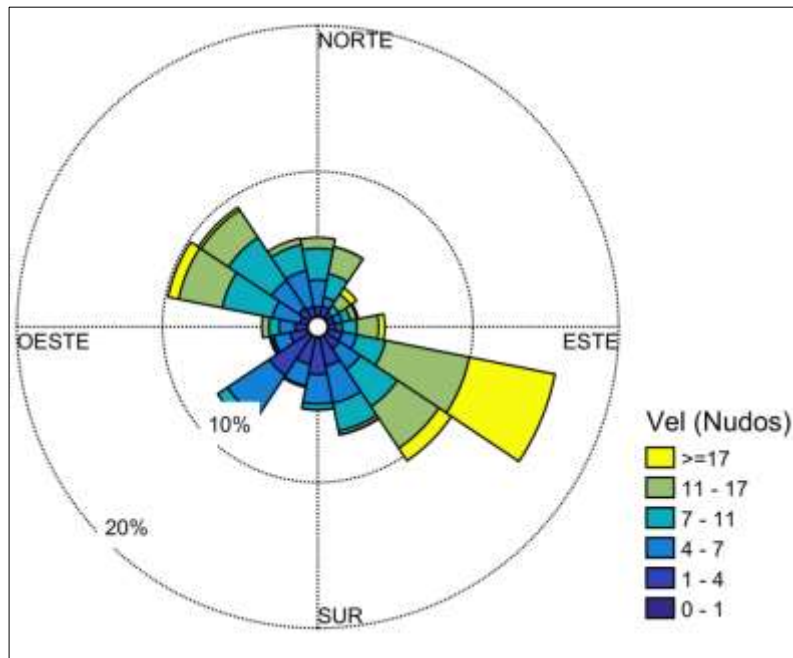 NORTE
OESTE
ESTE
10%
20%
SUR
Vel (Nudos)
>=17
11 - 17
7 - 11
4 - 7
1 - 4
0 - 1